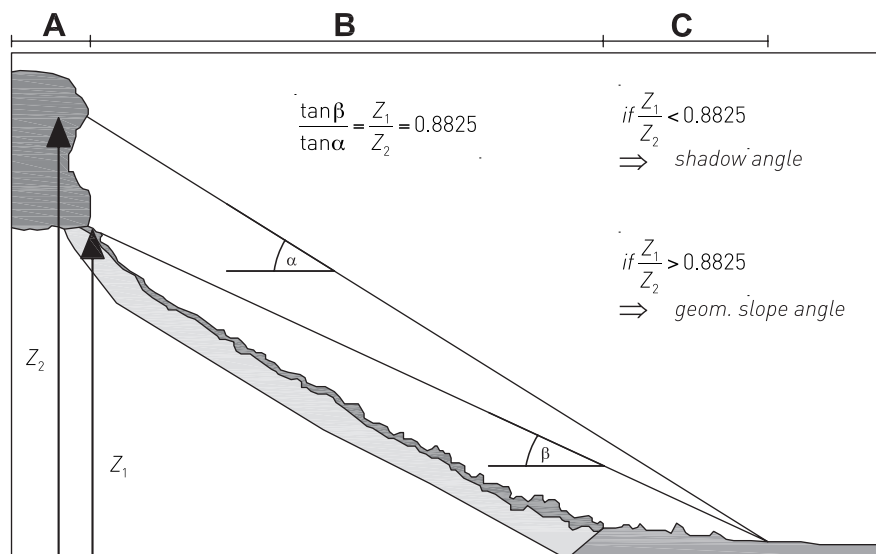 A B C
tanβ/tanα = Z₁/Z₂ = 0.8825
if Z₁/Z₂ < 0.8825
⇒ shadow angle
if Z₁/Z₂ > 0.8825
⇒ geom. slope angle
α
Z₂
β
Z₁